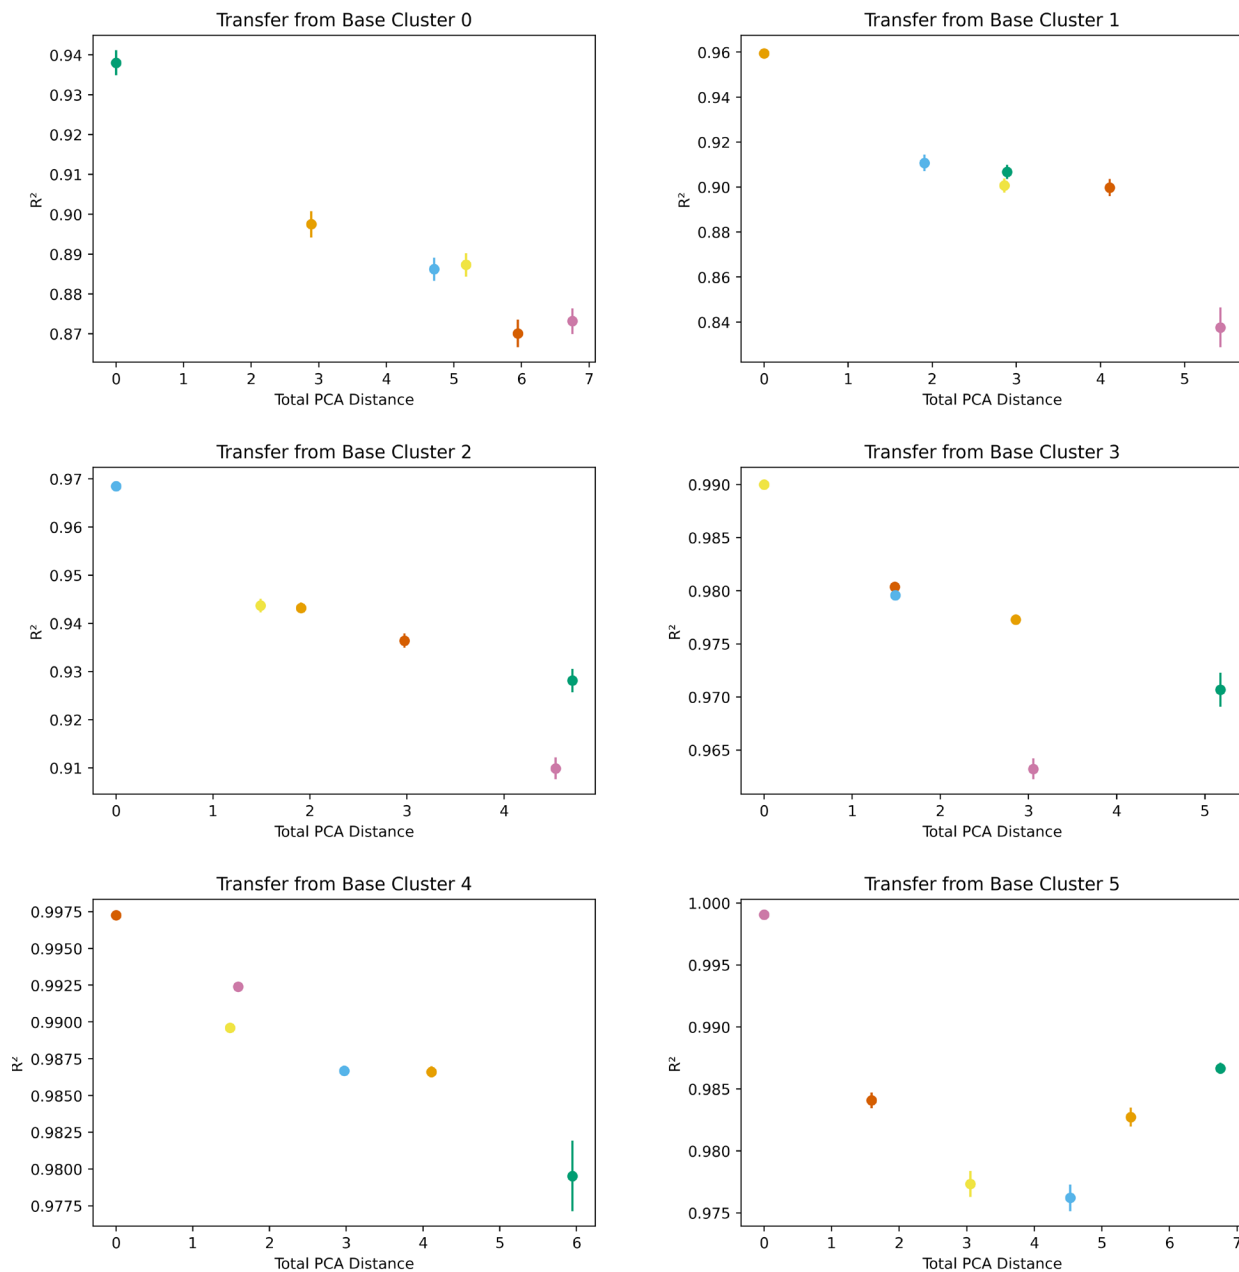 Transfer from Base Cluster 0
0.94
0.93
0.92
0.91
0.90
0.89
0.88
0.87
R²
0 1 2 3 4 5 6 7
Total PCA Distance
Transfer from Base Cluster 1
0.96
0.94
0.92
0.90
0.88
0.86
0.84
R²
0 1 2 3 4 5
Total PCA Distance
Transfer from Base Cluster 2
0.97
0.96
0.95
0.94
0.93
0.92
0.91
R²
0 1 2 3 4
Total PCA Distance
Transfer from Base Cluster 3
0.990
0.985
0.980
0.975
0.970
0.965
R²
0 1 2 3 4 5
Total PCA Distance
Transfer from Base Cluster 4
0.9975
0.9950
0.9925
0.9900
0.9875
0.9850
0.9825
0.9800
0.9775
R²
0 1 2 3 4 5 6
Total PCA Distance
Transfer from Base Cluster 5
1.000
0.995
0.990
0.985
0.980
0.975
R²
0 1 2 3 4 5 6 7
Total PCA Distance